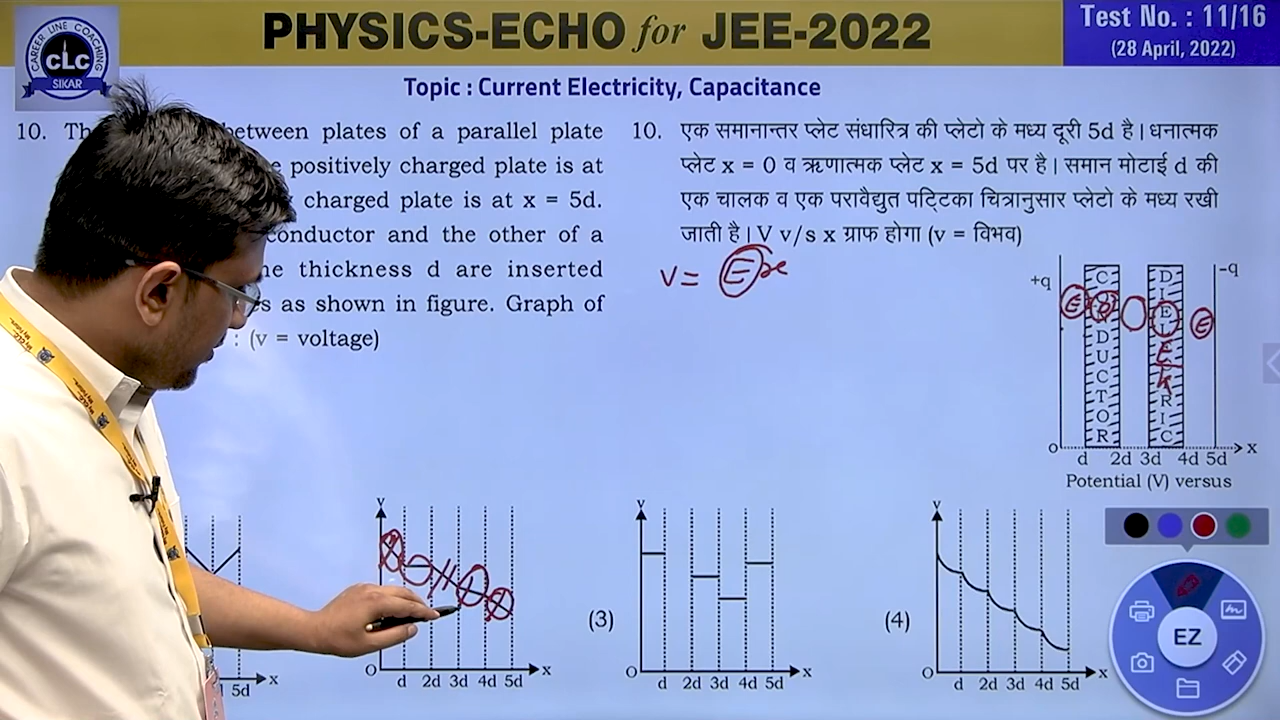 PHYSICS-ECHO for JEE-2022
Test No. : 11/16
(28 April, 2022)
CAREER LINE COACHING
CLC
SIKAR
Topic : Current Electricity, Capacitance
10. between plates of a parallel plate
positively charged plate is at
charged plate is at x = 5d.
conductor and the other of a
thickness d are inserted
as shown in figure. Graph of
: (v = voltage)
10. एक समानान्तर प्लेट संधारित्र की प्लेटो के मध्य दूरी 5d है। धनात्मक
प्लेट x = 0 व ऋणात्मक प्लेट x = 5d पर है। समान मोटाई d की
एक चालक व एक परावैद्युत पट्टिका चित्रानुसार प्लेटो के मध्य रखी
जाती है। V v/s x ग्राफ होगा (v = विभव)
v = Ex
+q
-q
E
E
E
K
O d 2d 3d 4d 5d x
Potential (V) versus
5d x
v
O d 2d 3d 4d 5d x
(3)
v
O d 2d 3d 4d 5d x
(4)
v
O d 2d 3d 4d 5d x
EZ